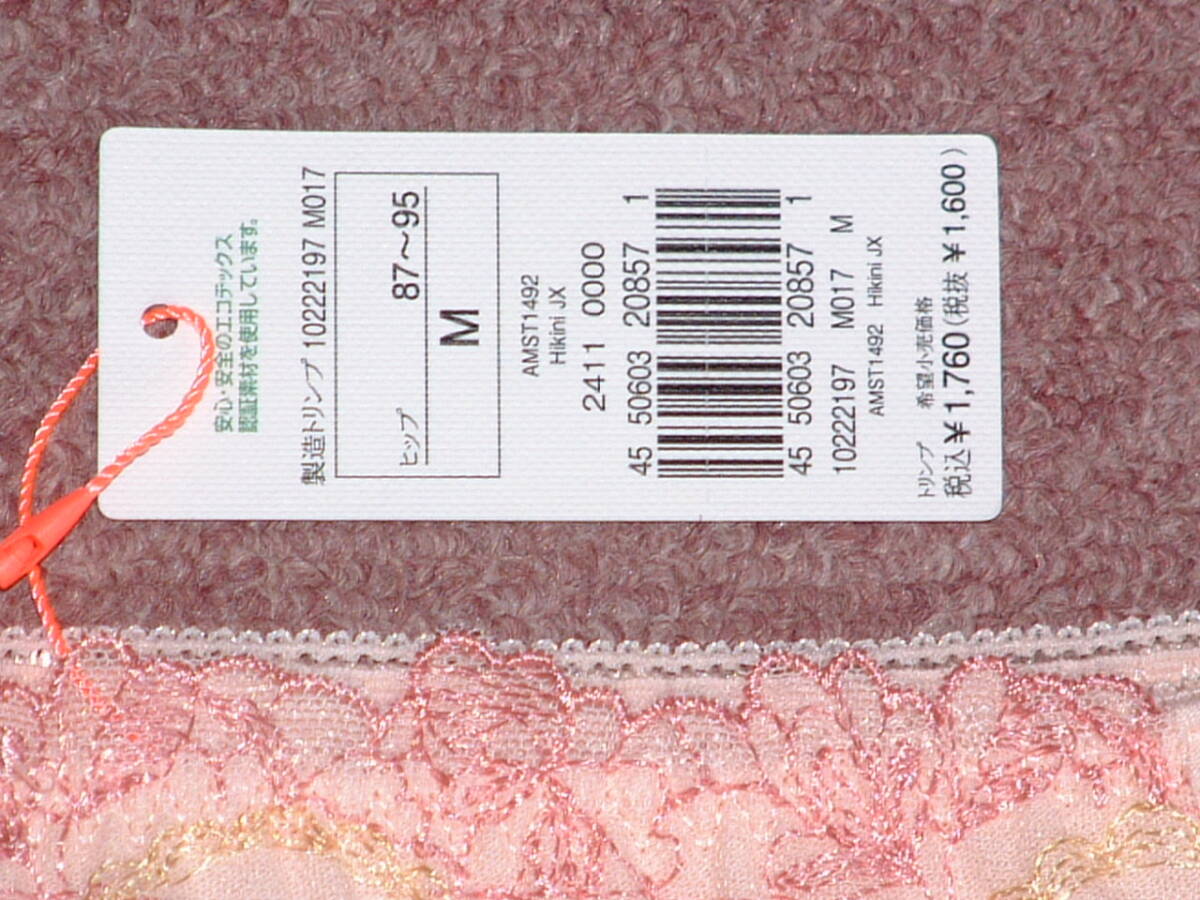 安心・安全のエコテックス
認証素材を使用しています。
製造トリンプ 10222197 M017
ヒップ 87〜95
M
AMST1492
Hikini JX
2411 0000
45 50603 20857 1
45 50603 20857 1
10222197 M017 M
AMST1492 Hikini JX
トリンプ 希望小売価格
税込¥1,760(税抜 ¥1,600)